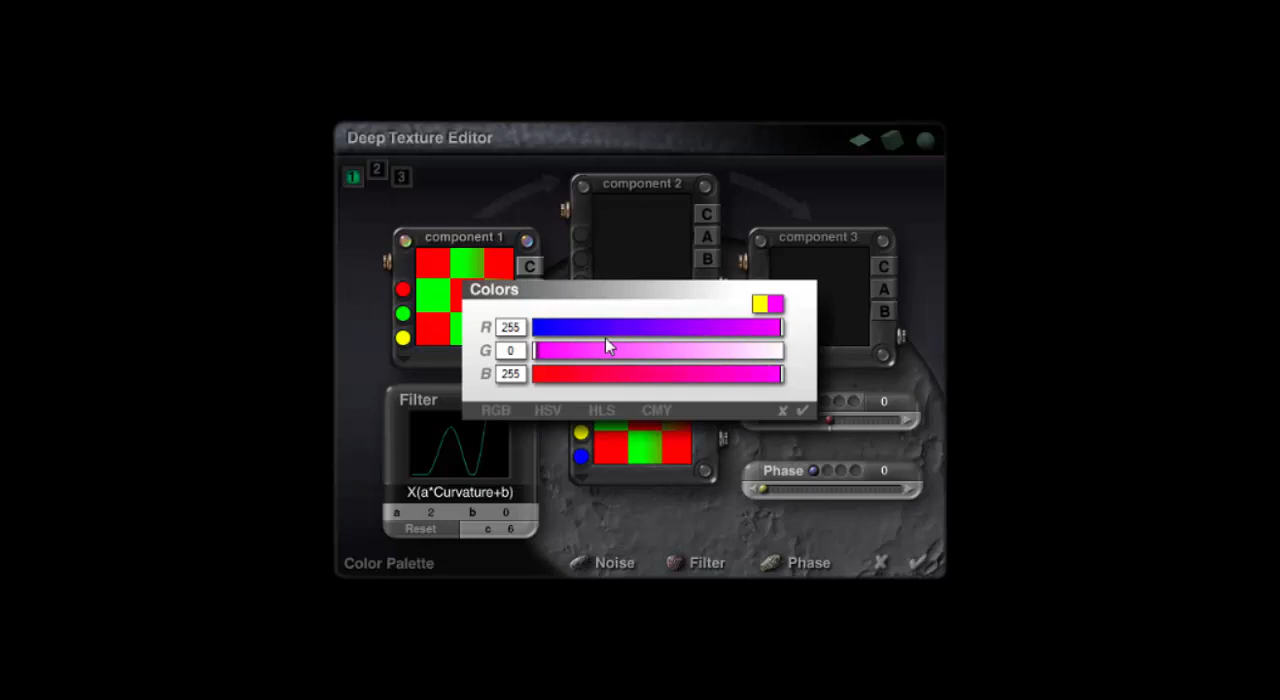 Deep Texture Editor
1 2 3
component 2
C
A
B
component 1
C
component 3
C
A
B
Colors
R 255
G 0
B 255
RGB HSV HLS CMY
Filter
0
X(a*Curvature+b)
a 2 b 0
Reset c 6
Phase 0
Color Palette
Noise Filter Phase